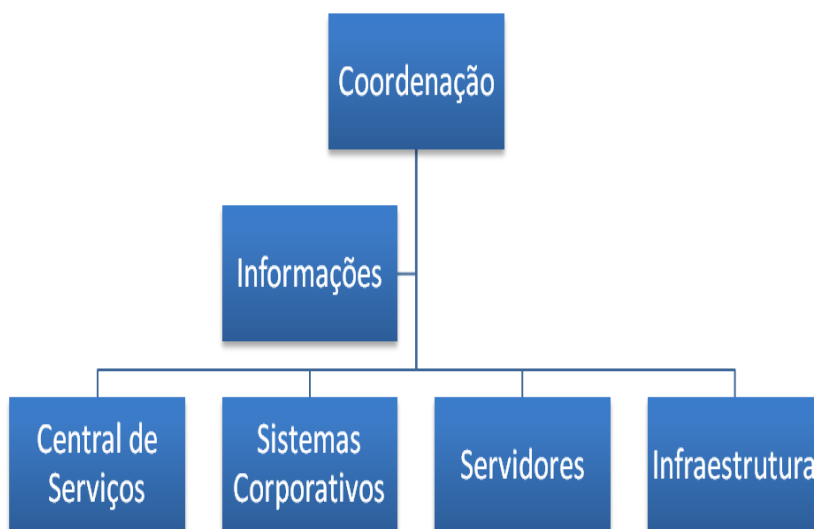 Coordenação
Informações
Central de
Serviços
Sistemas
Corporativos
Servidores
Infraestrutura